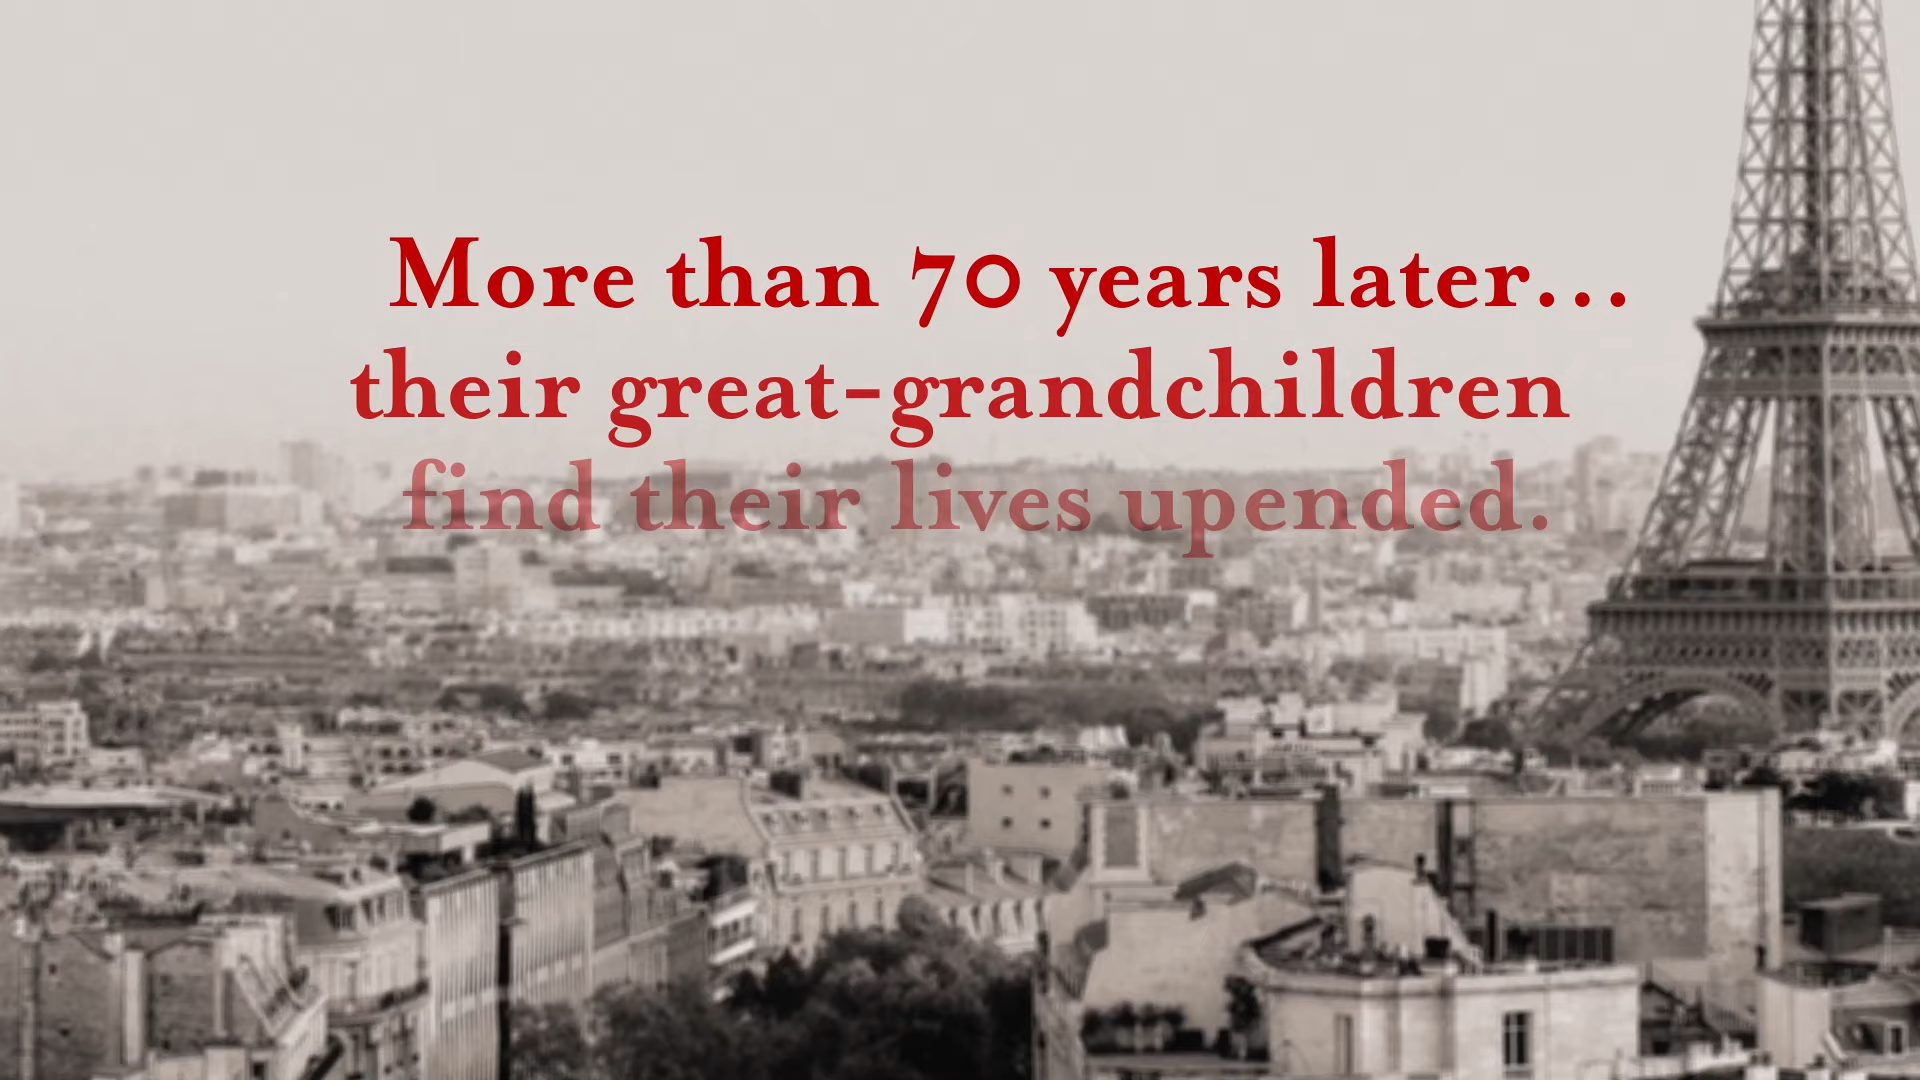 More than 70 years later...
their great-grandchildren
find their lives upended.